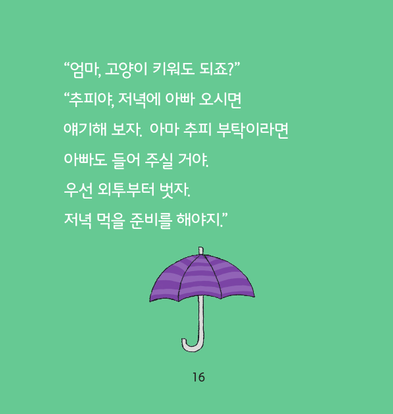 “엄마, 고양이 키워도 되죠?”
“추피야, 저녁에 아빠 오시면
얘기해 보자. 아마 추피 부탁이라면
아빠도 들어 주실 거야.
우선 외투부터 벗자.
저녁 먹을 준비를 해야지.”
16